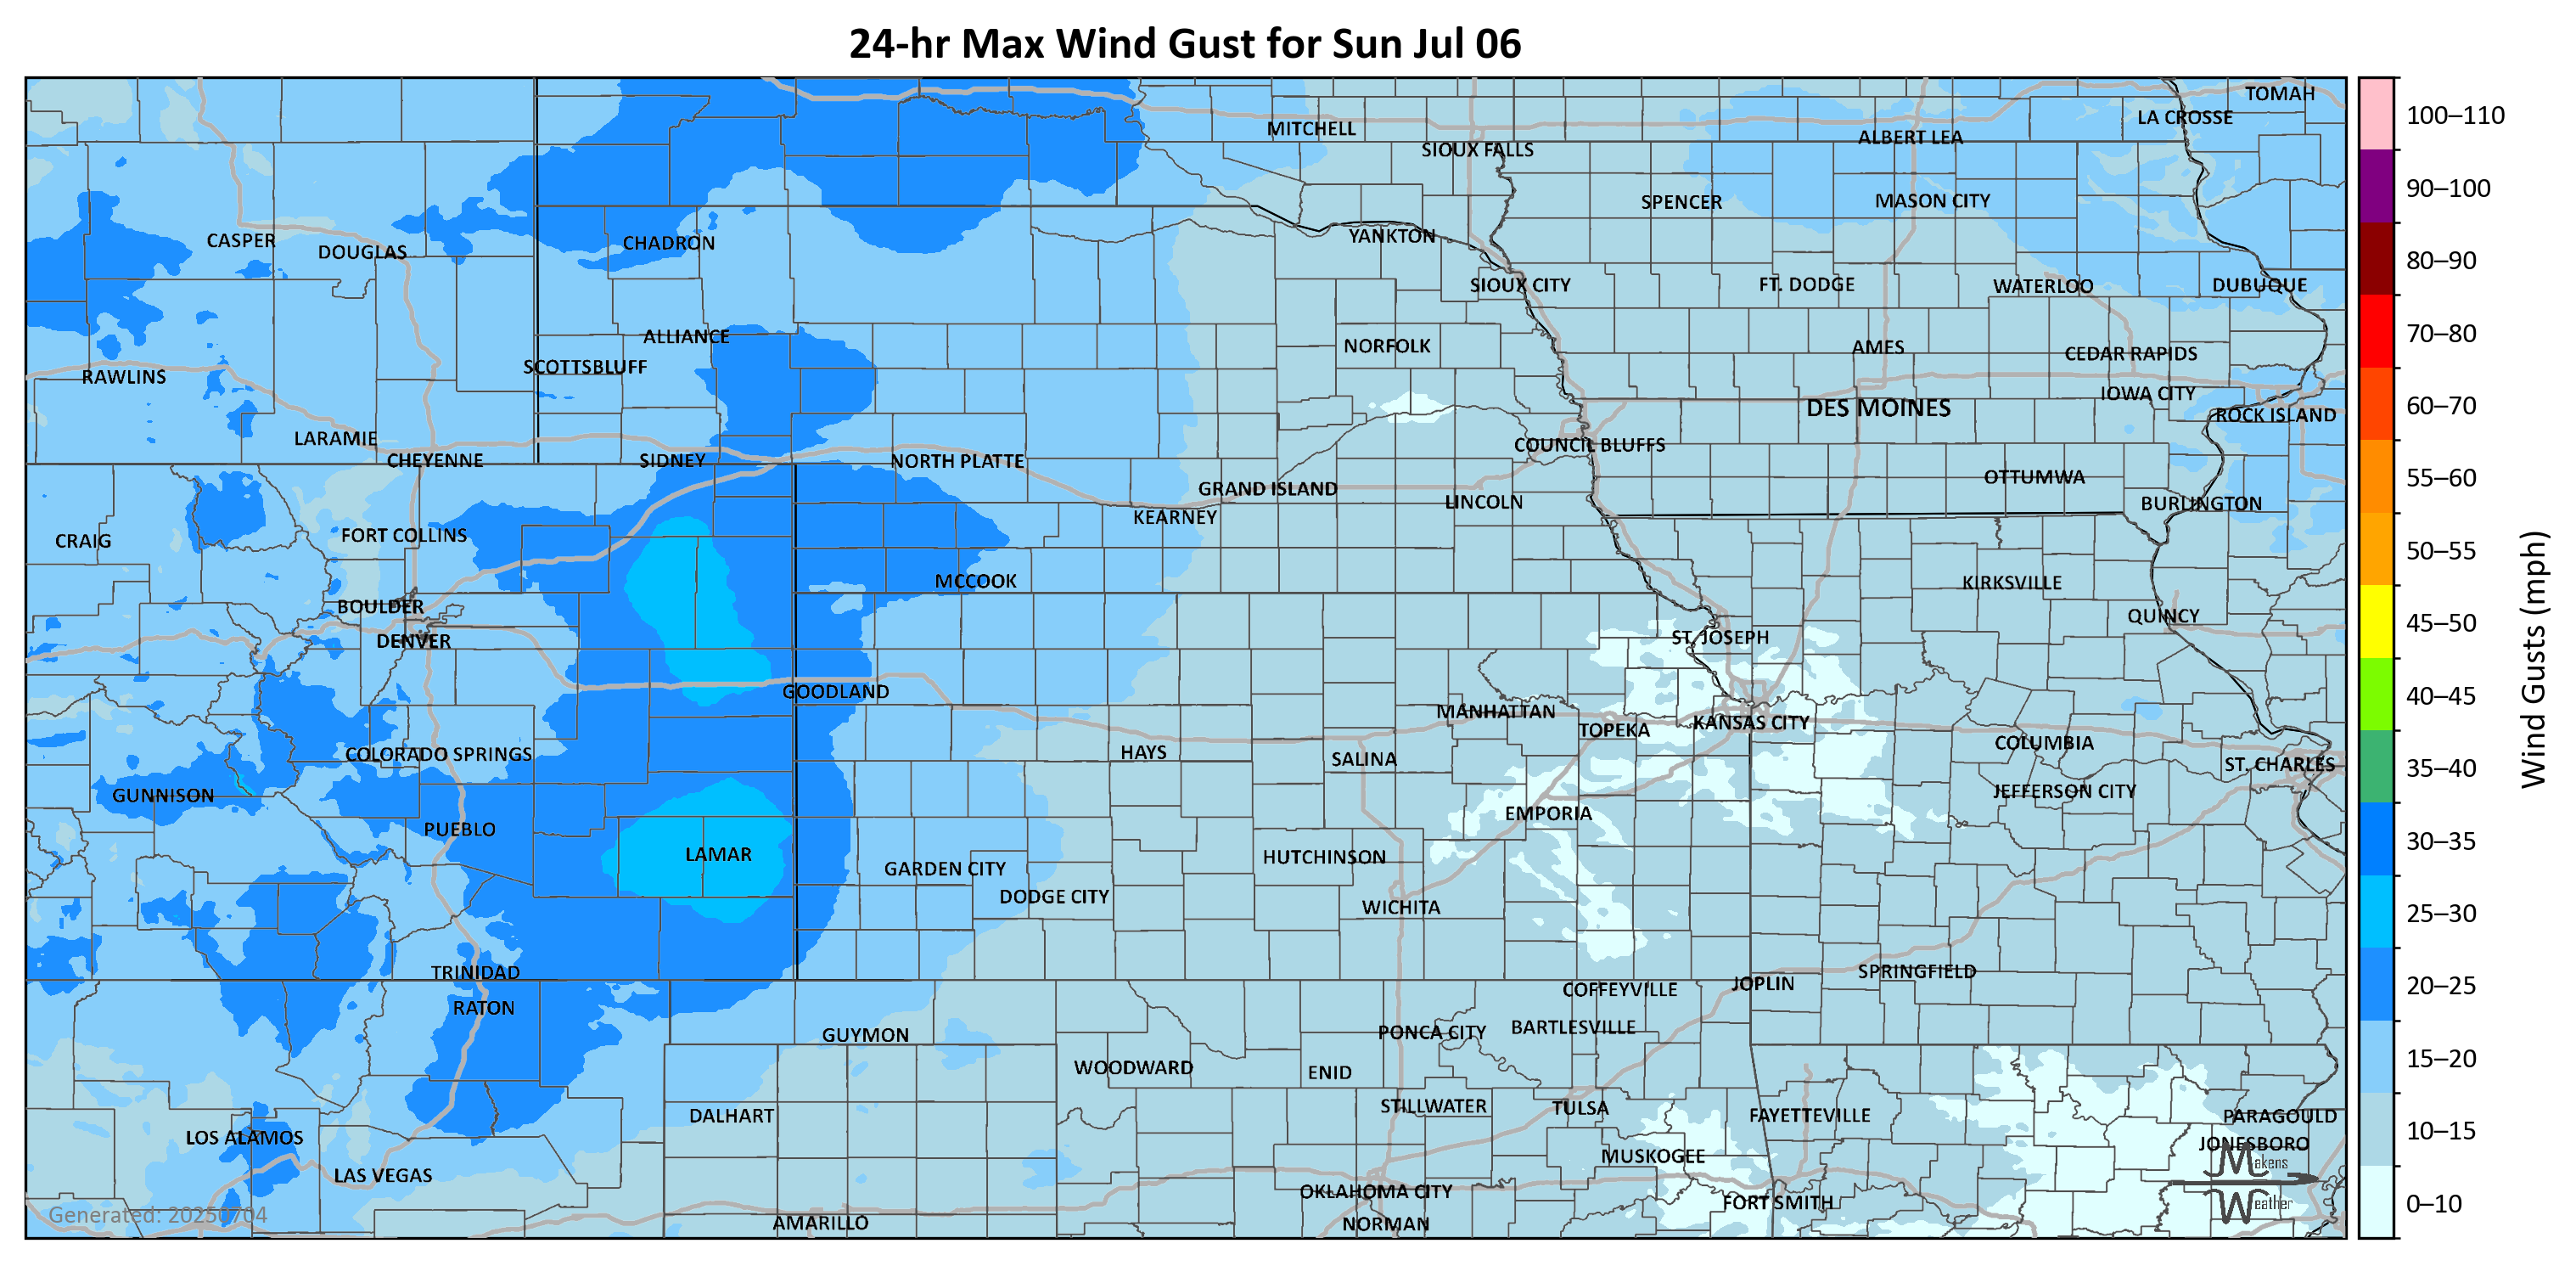 24-hr Max Wind Gust for Sun Jul 06
TOMAH
LA CROSSE
MITCHELL
ALBERT LEA
SIOUX FALLS
SPENCER
MASON CITY
CASPER
DOUGLAS
CHADRON
YANKTON
SIOUX CITY
FT. DODGE
WATERLOO
DUBUQUE
ALLIANCE
NORFOLK
AMES
CEDAR RAPIDS
SCOTTSBLUFF
RAWLINS
IOWA CITY
DES MOINES
ROCK ISLAND
LARAMIE
COUNCIL BLUFFS
CHEYENNE
SIDNEY
NORTH PLATTE
OTTUMWA
GRAND ISLAND
LINCOLN
BURLINGTON
KEARNEY
CRAIG
FORT COLLINS
MCCOOK
KIRKSVILLE
BOULDER
QUINCY
DENVER
ST. JOSEPH
GOODLAND
MANHATTAN
TOPEKA
KANSAS CITY
COLUMBIA
COLORADO SPRINGS
HAYS
SALINA
ST. CHARLES
GUNNISON
JEFFERSON CITY
EMPORIA
PUEBLO
LAMAR
HUTCHINSON
GARDEN CITY
DODGE CITY
WICHITA
TRINIDAD
SPRINGFIELD
JOPLIN
COFFEYVILLE
RATON
GUYMON
PONCA CITY
BARTLESVILLE
WOODWARD
ENID
DALHART
STILLWATER
TULSA
FAYETTEVILLE
PARAGOULD
LOS ALAMOS
JONESBORO
MUSKOGEE
LAS VEGAS
OKLAHOMA CITY
FORT SMITH
AMARILLO
NORMAN
Generated: 20250704
Makens
Weather
100–110
90–100
80–90
70–80
60–70
55–60
50–55
45–50
40–45
35–40
30–35
25–30
20–25
15–20
10–15
0–10
Wind Gusts (mph)